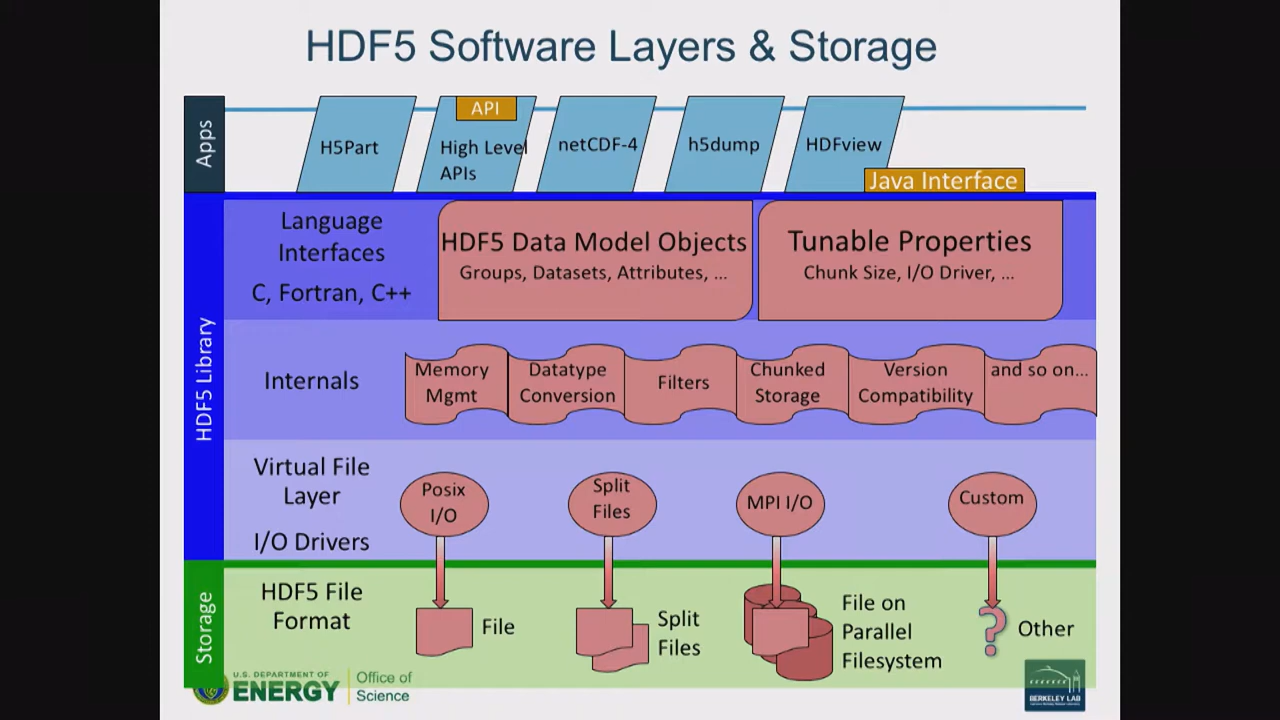 HDF5 Software Layers & Storage
Apps
H5Part
API
High Level
APIs
netCDF-4
h5dump
HDFview
Java Interface
HDF5 Library
Language
Interfaces
C, Fortran, C++
HDF5 Data Model Objects
Groups, Datasets, Attributes, ...
Tunable Properties
Chunk Size, I/O Driver, ...
Internals
Memory
Mgmt
Datatype
Conversion
Filters
Chunked
Storage
Version
Compatibility
and so on...
Virtual File
Layer
I/O Drivers
Posix
I/O
Split
Files
MPI I/O
Custom
Storage
HDF5 File
Format
File
Split
Files
File on
Parallel
Filesystem
?
Other
U.S. DEPARTMENT OF
ENERGY
Office of
Science
BERKELEY LAB